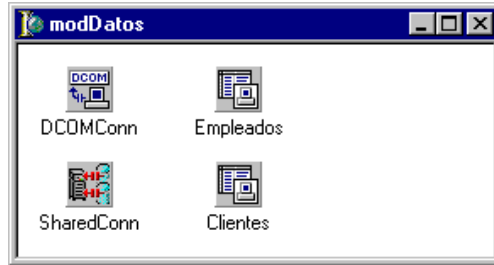 modDatos
DCOM
DCOMConn
Empleados
SharedConn
Clientes